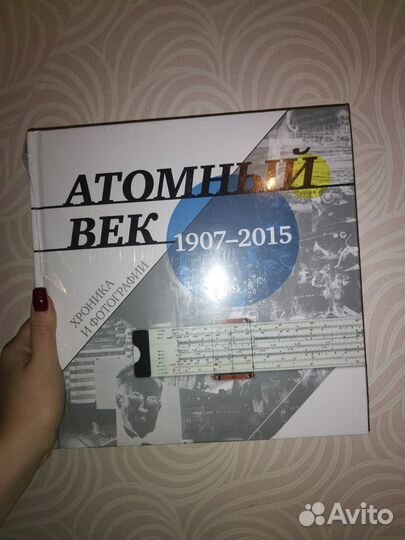 АТОМНЫЙ
ВЕК
1907–2015
ХРОНИКА
И ФОТОГРАФИИ
Avito